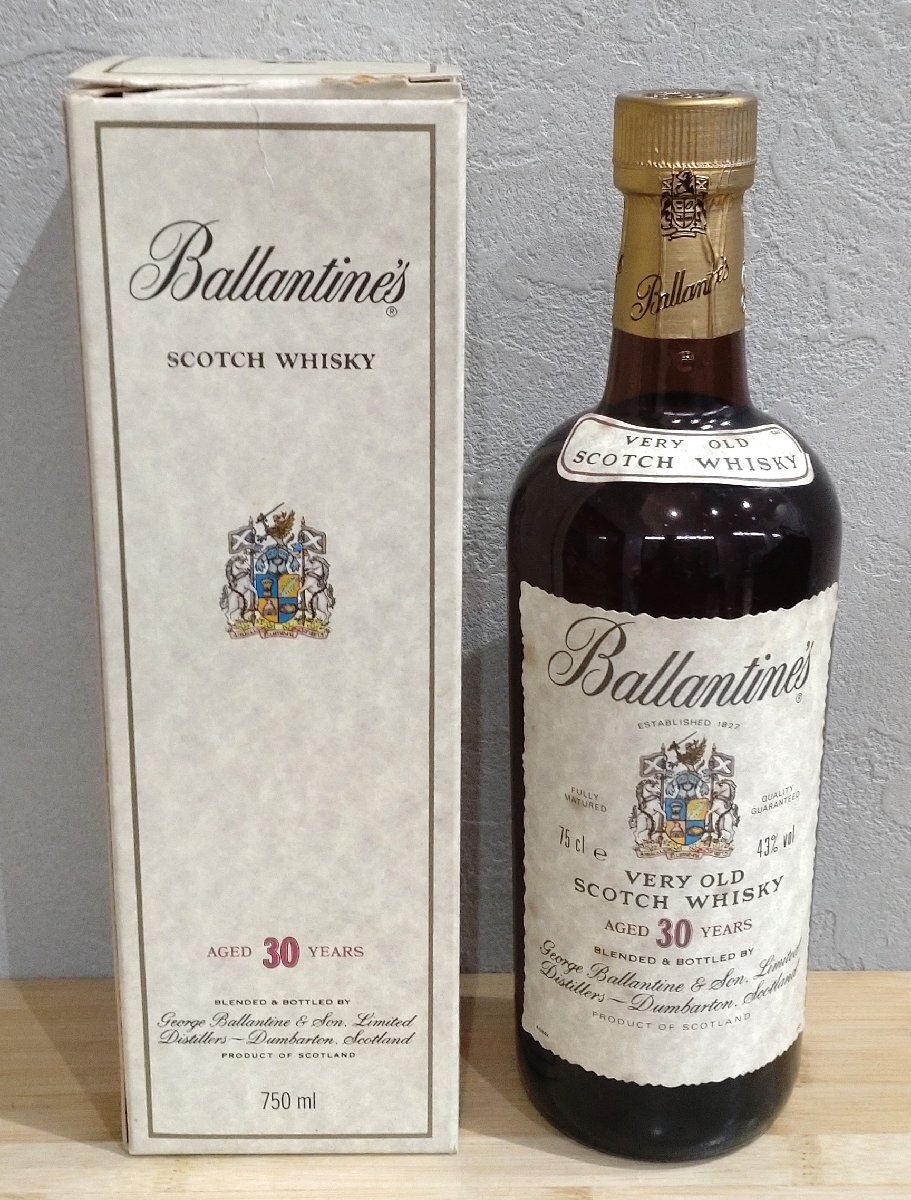 Ballantine's
®
SCOTCH WHISKY
AGED 30 YEARS
BLENDED & BOTTLED BY
George Ballantine & Son. Limited
Distillers — Dumbarton. Scotland
PRODUCT OF SCOTLAND
750 ml
Ballantine's
VERY OLD
SCOTCH WHISKY
Ballantine's
®
ESTABLISHED 1827
FULLY
MATURED
QUALITY
GUARANTEED
75 cl e
43% vol
VERY OLD
SCOTCH WHISKY
AGED 30 YEARS
BLENDED & BOTTLED BY
George Ballantine & Son. Limited
Distillers — Dumbarton. Scotland
PRODUCT OF SCOTLAND